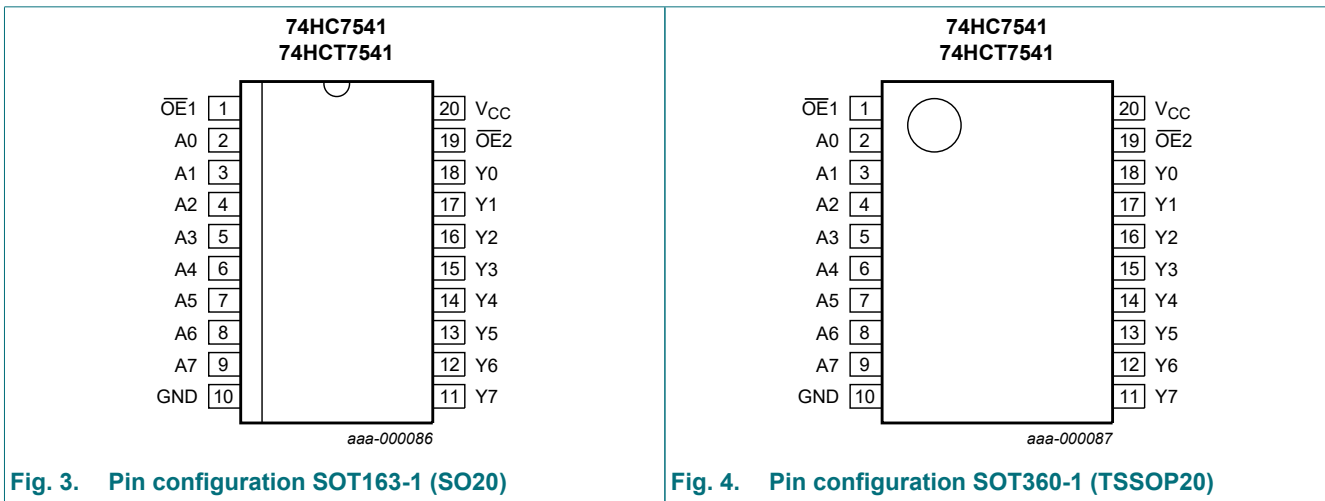 74HC7541
74HCT7541
O̅E̅1 1 20 VCC
A0 2 19 O̅E̅2
A1 3 18 Y0
A2 4 17 Y1
A3 5 16 Y2
A4 6 15 Y3
A5 7 14 Y4
A6 8 13 Y5
A7 9 12 Y6
GND 10 11 Y7
aaa-000086
Fig. 3. Pin configuration SOT163-1 (SO20)
74HC7541
74HCT7541
O̅E̅1 1 20 VCC
A0 2 19 O̅E̅2
A1 3 18 Y0
A2 4 17 Y1
A3 5 16 Y2
A4 6 15 Y3
A5 7 14 Y4
A6 8 13 Y5
A7 9 12 Y6
GND 10 11 Y7
aaa-000087
Fig. 4. Pin configuration SOT360-1 (TSSOP20)